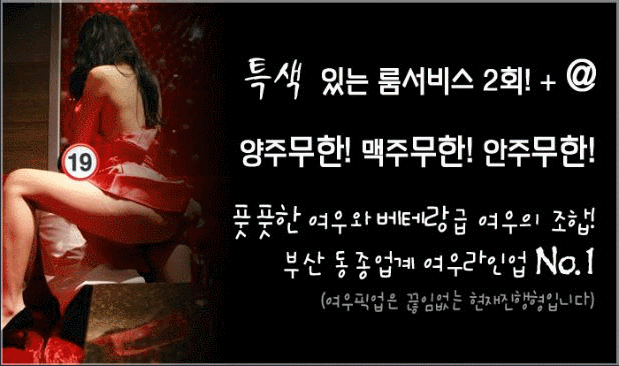 특색 있는 룸서비스 2회! + @
양주무한! 맥주무한! 안주무한!
19
풋풋한 여우와 베테랑급 여우의 조합!
부산 동종업계 여우라인업 No.1
(여우픽업은 끊임없는 현재진행형입니다)